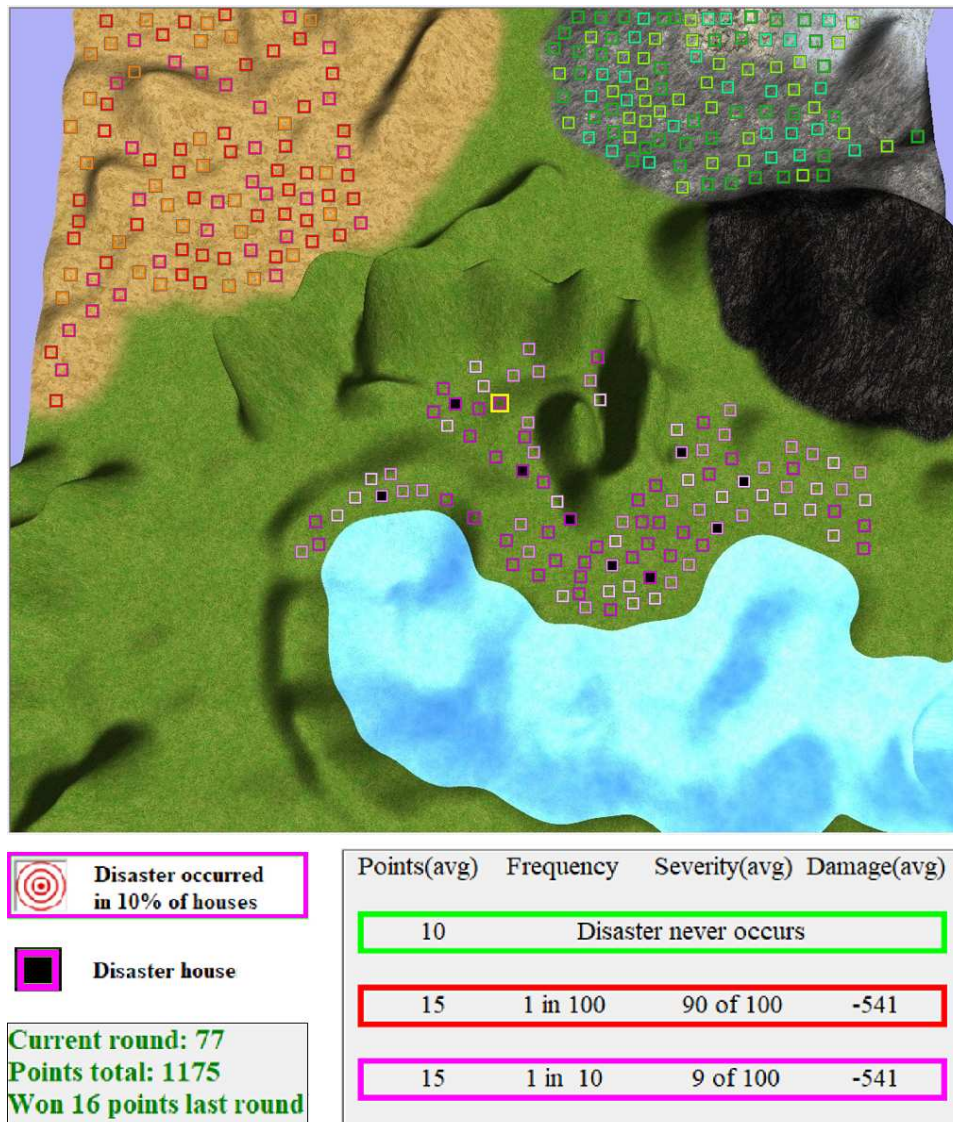 Disaster occurred
in 10% of houses
Disaster house
Current round: 77
Points total: 1175
Won 16 points last round
Points(avg) Frequency Severity(avg) Damage(avg)
10 Disaster never occurs
15 1 in 100 90 of 100 -541
15 1 in 10 9 of 100 -541